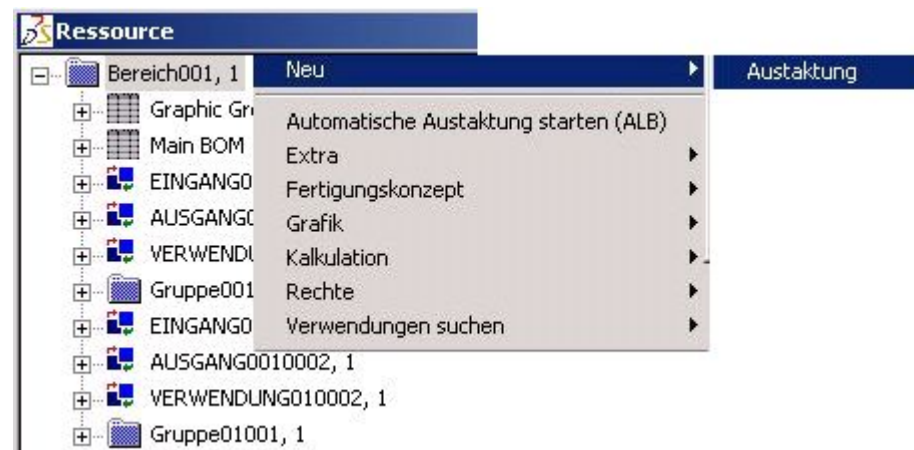 Ressource
Bereich001, 1
Neu
Austaktung
Graphic Gr
Automatische Austaktung starten (ALB)
Main BOM
Extra
EINGANG0
Fertigungskonzept
AUSGANG0
Grafik
VERWENDU
Kalkulation
Gruppe001
Rechte
EINGANG0
Verwendungen suchen
AUSGANG0010002, 1
VERWENDUNG010002, 1
Gruppe01001, 1